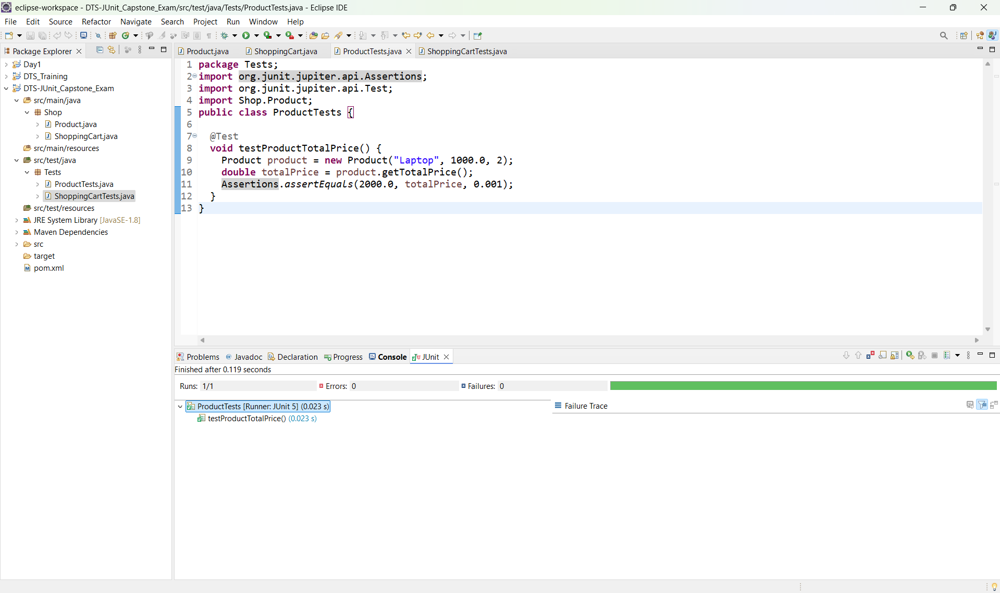 eclipse-workspace - DTS-JUnit_Capstone_Exam/src/test/java/Tests/ProductTests.java - Eclipse IDE
File Edit Source Refactor Navigate Search Project Run Window Help
Package Explorer
Day1
DTS_Training
DTS-JUnit_Capstone_Exam
src/main/java
Shop
Product.java
ShoppingCart.java
src/main/resources
src/test/java
Tests
ProductTests.java
ShoppingCartTests.java
src/test/resources
JRE System Library [JavaSE-1.8]
Maven Dependencies
src
target
pom.xml
Product.java ShoppingCart.java ProductTests.java ShoppingCartTests.java
1 package Tests;
2 import org.junit.jupiter.api.Assertions;
3 import org.junit.jupiter.api.Test;
4 import Shop.Product;
5 public class ProductTests {
6
7 @Test
8 void testProductTotalPrice() {
9 Product product = new Product("Laptop", 1000.0, 2);
10 double totalPrice = product.getTotalPrice();
11 Assertions.assertEquals(2000.0, totalPrice, 0.001);
12 }
13 }
Problems @ Javadoc Declaration Progress Console JUnit
Finished after 0.119 seconds
Runs: 1/1 Errors: 0 Failures: 0
ProductTests [Runner: JUnit 5] (0.023 s)
testProductTotalPrice() (0.023 s)
Failure Trace